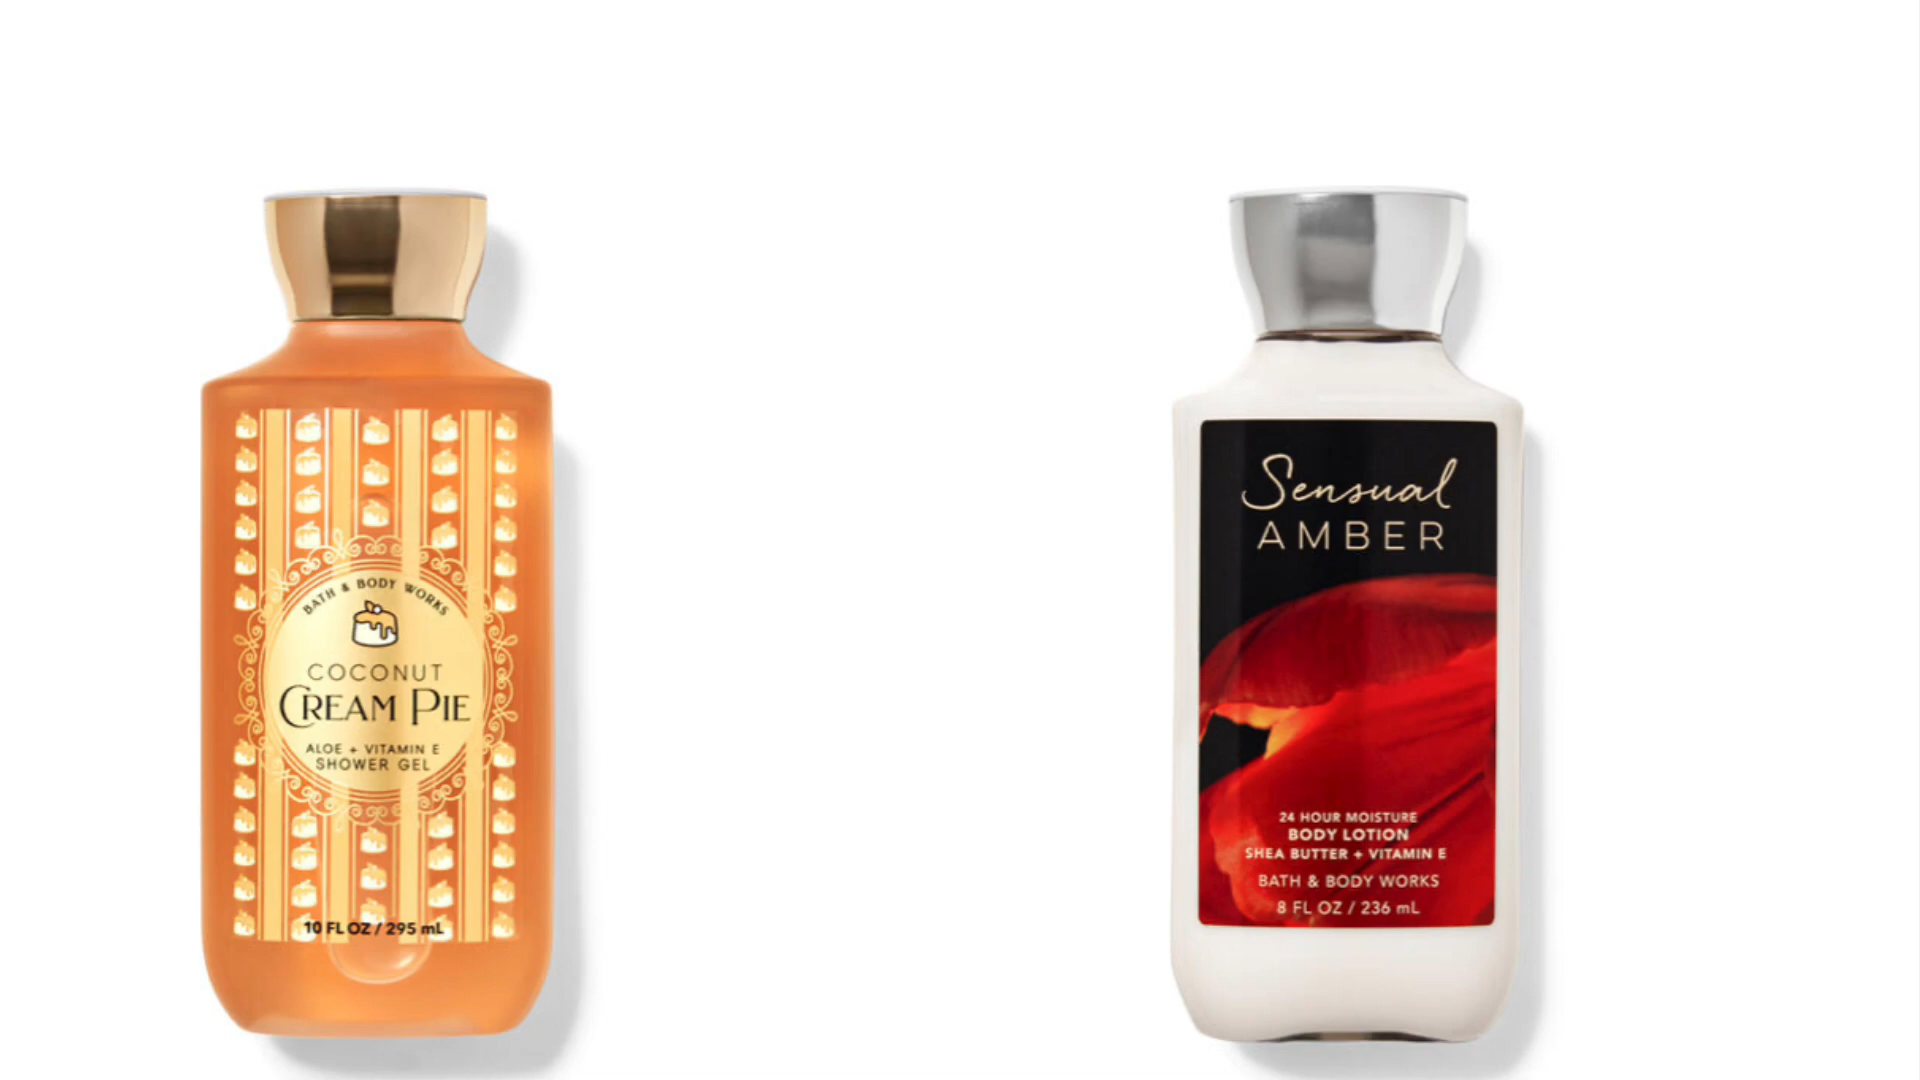 BATH & BODY WORKS
COCONUT
CREAM PIE
ALOE + VITAMIN E
SHOWER GEL
10 FL OZ / 295 mL
Sensual
AMBER
24 HOUR MOISTURE
BODY LOTION
SHEA BUTTER + VITAMIN E
BATH & BODY WORKS
8 FL OZ / 236 mL